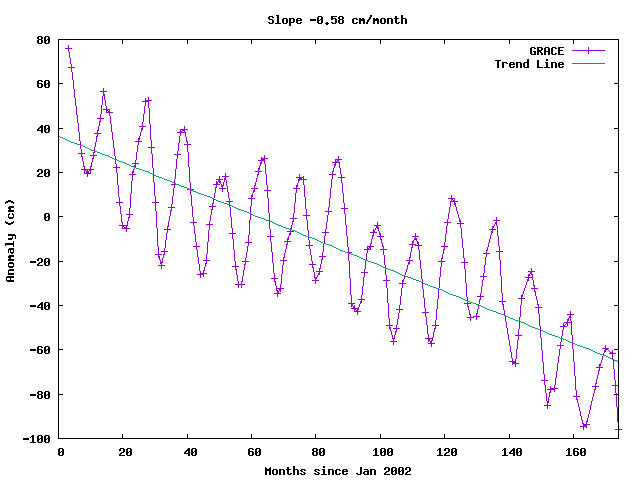 Slope -0.58 cm/month
80
60
40
20
0
-20
-40
-60
-80
-100
Anomaly (cm)
GRACE
Trend Line
0 20 40 60 80 100 120 140 160
Months since Jan 2002